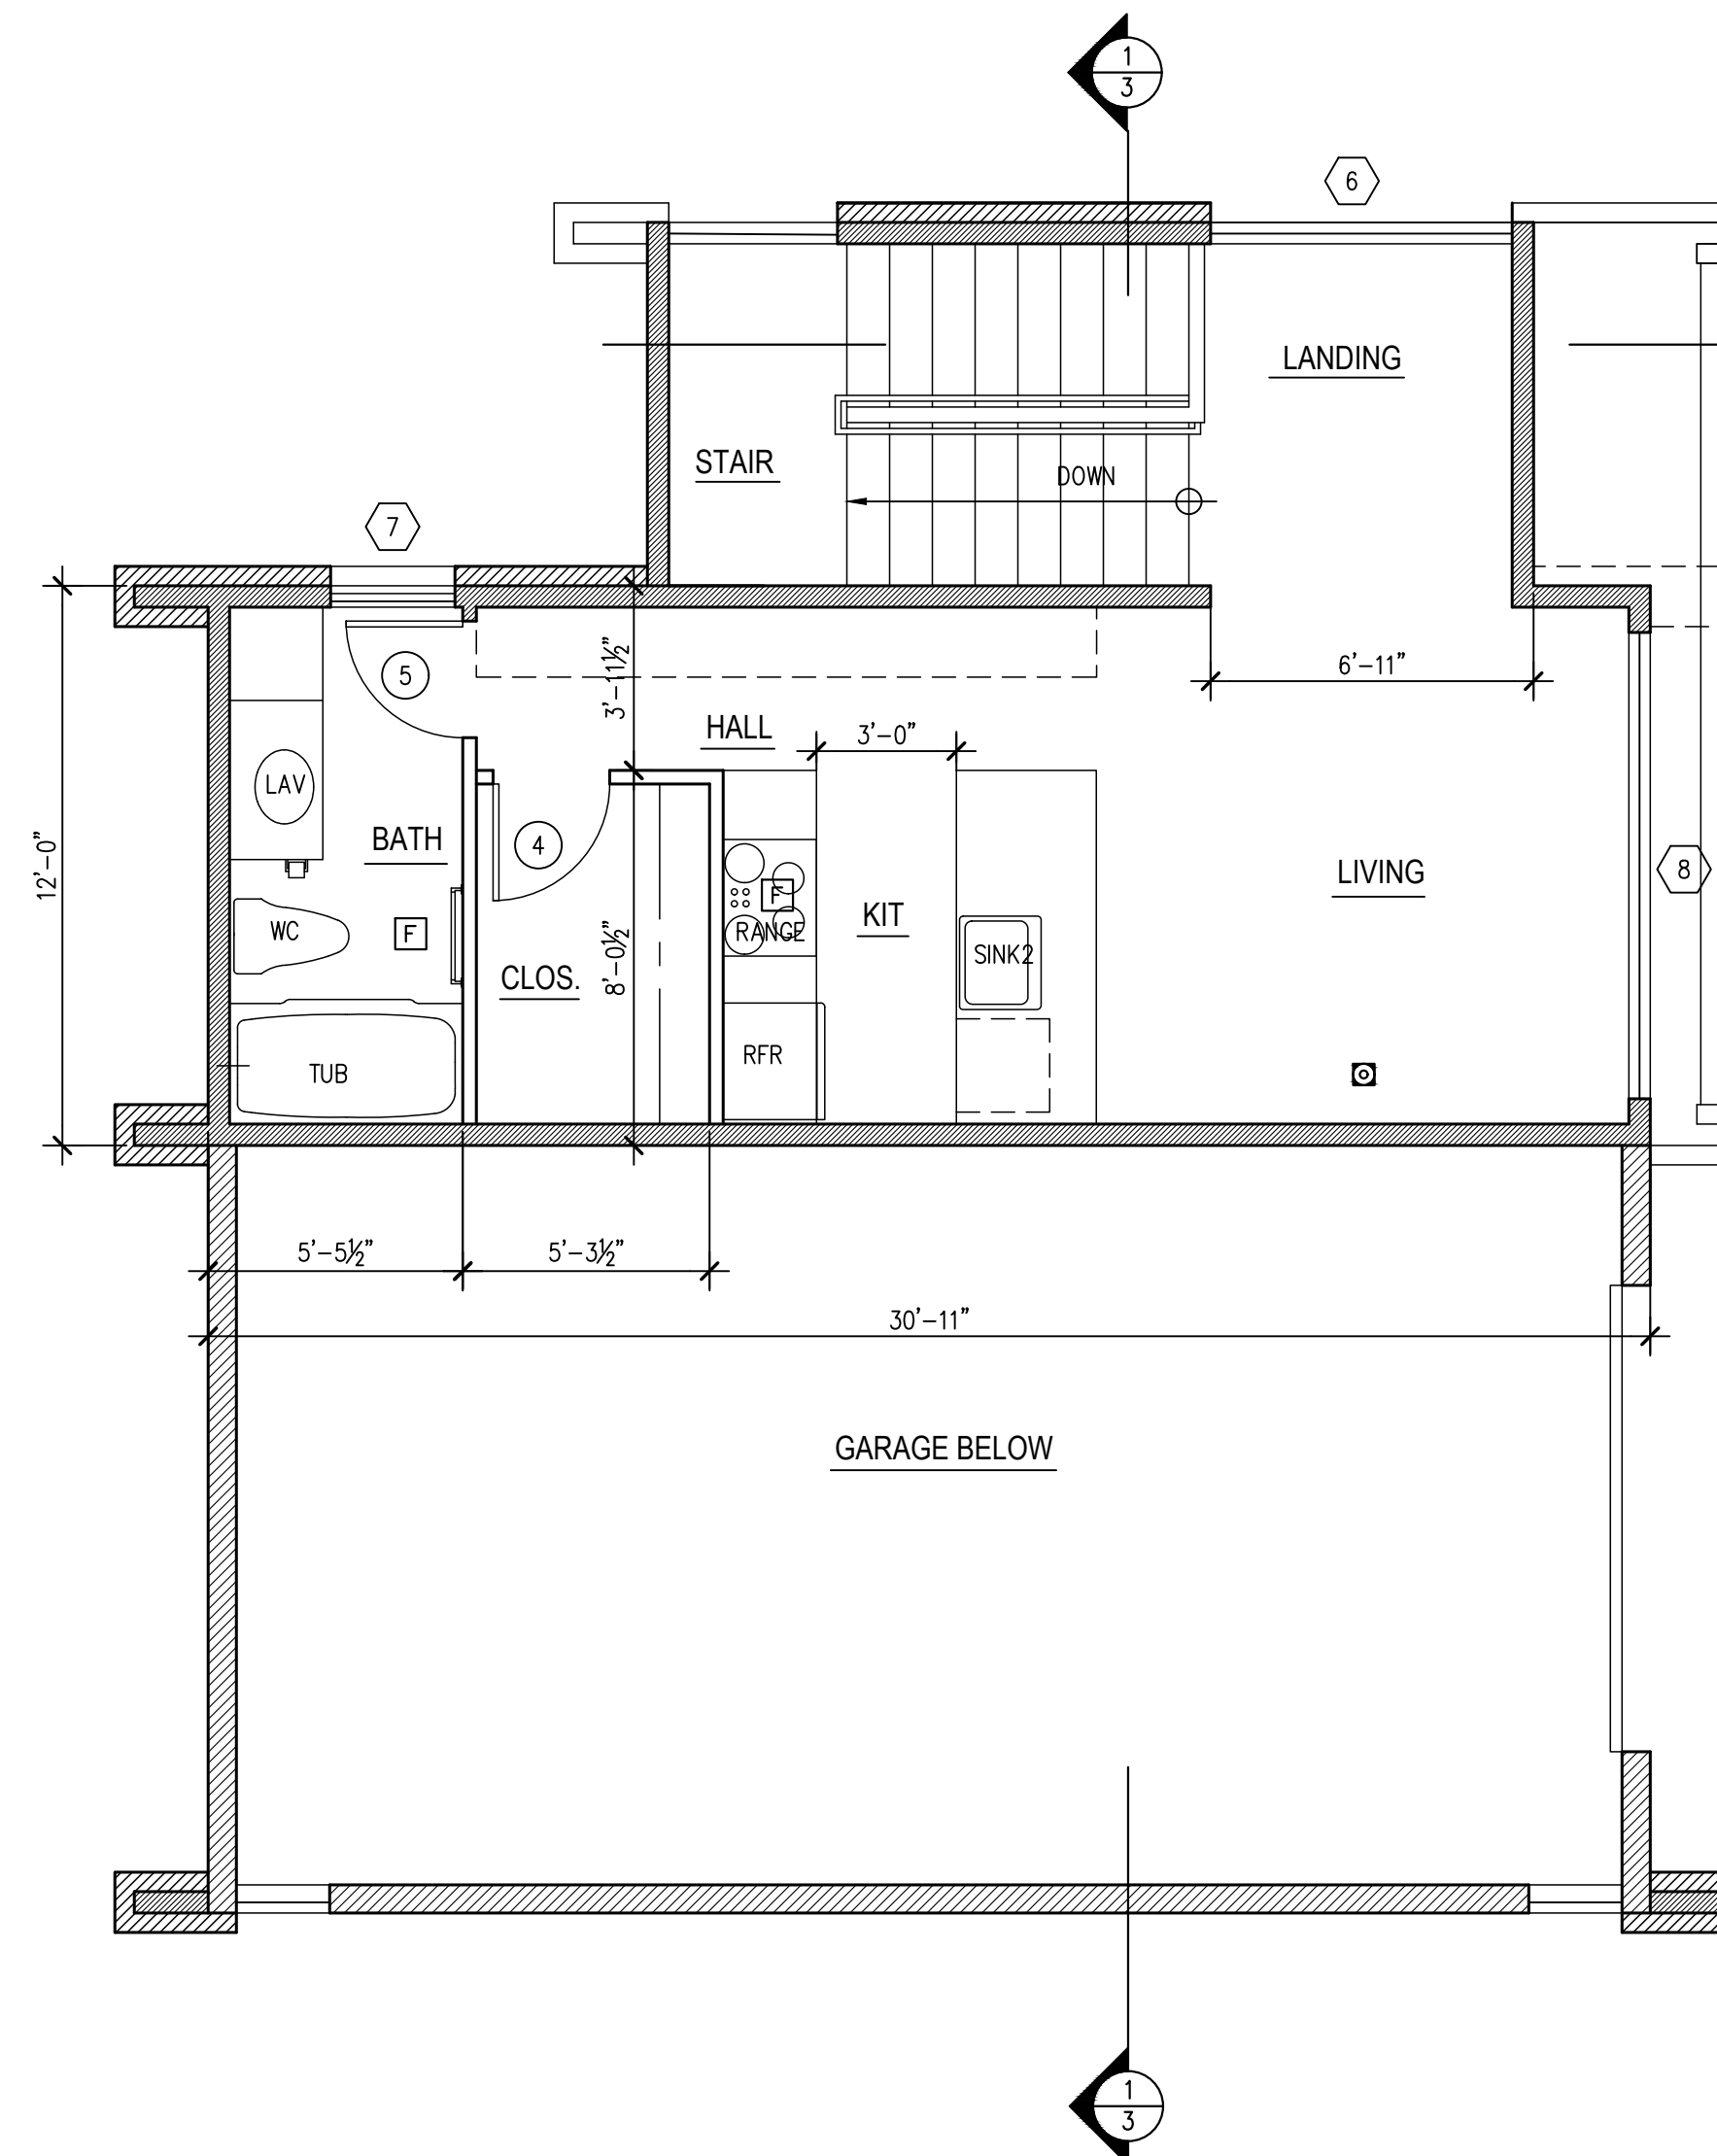 1
3
6
LANDING
STAIR
DOWN
7
5
3'-11½"
6'-11"
HALL
3'-0"
LAV
BATH
4
12'-0"
8
LIVING
F
KIT
WC
F
RANGE
SINK2
CLOS.
8'-0½"
RFR
TUB
5'-5½"
5'-3½"
30'-11"
GARAGE BELOW
1
3